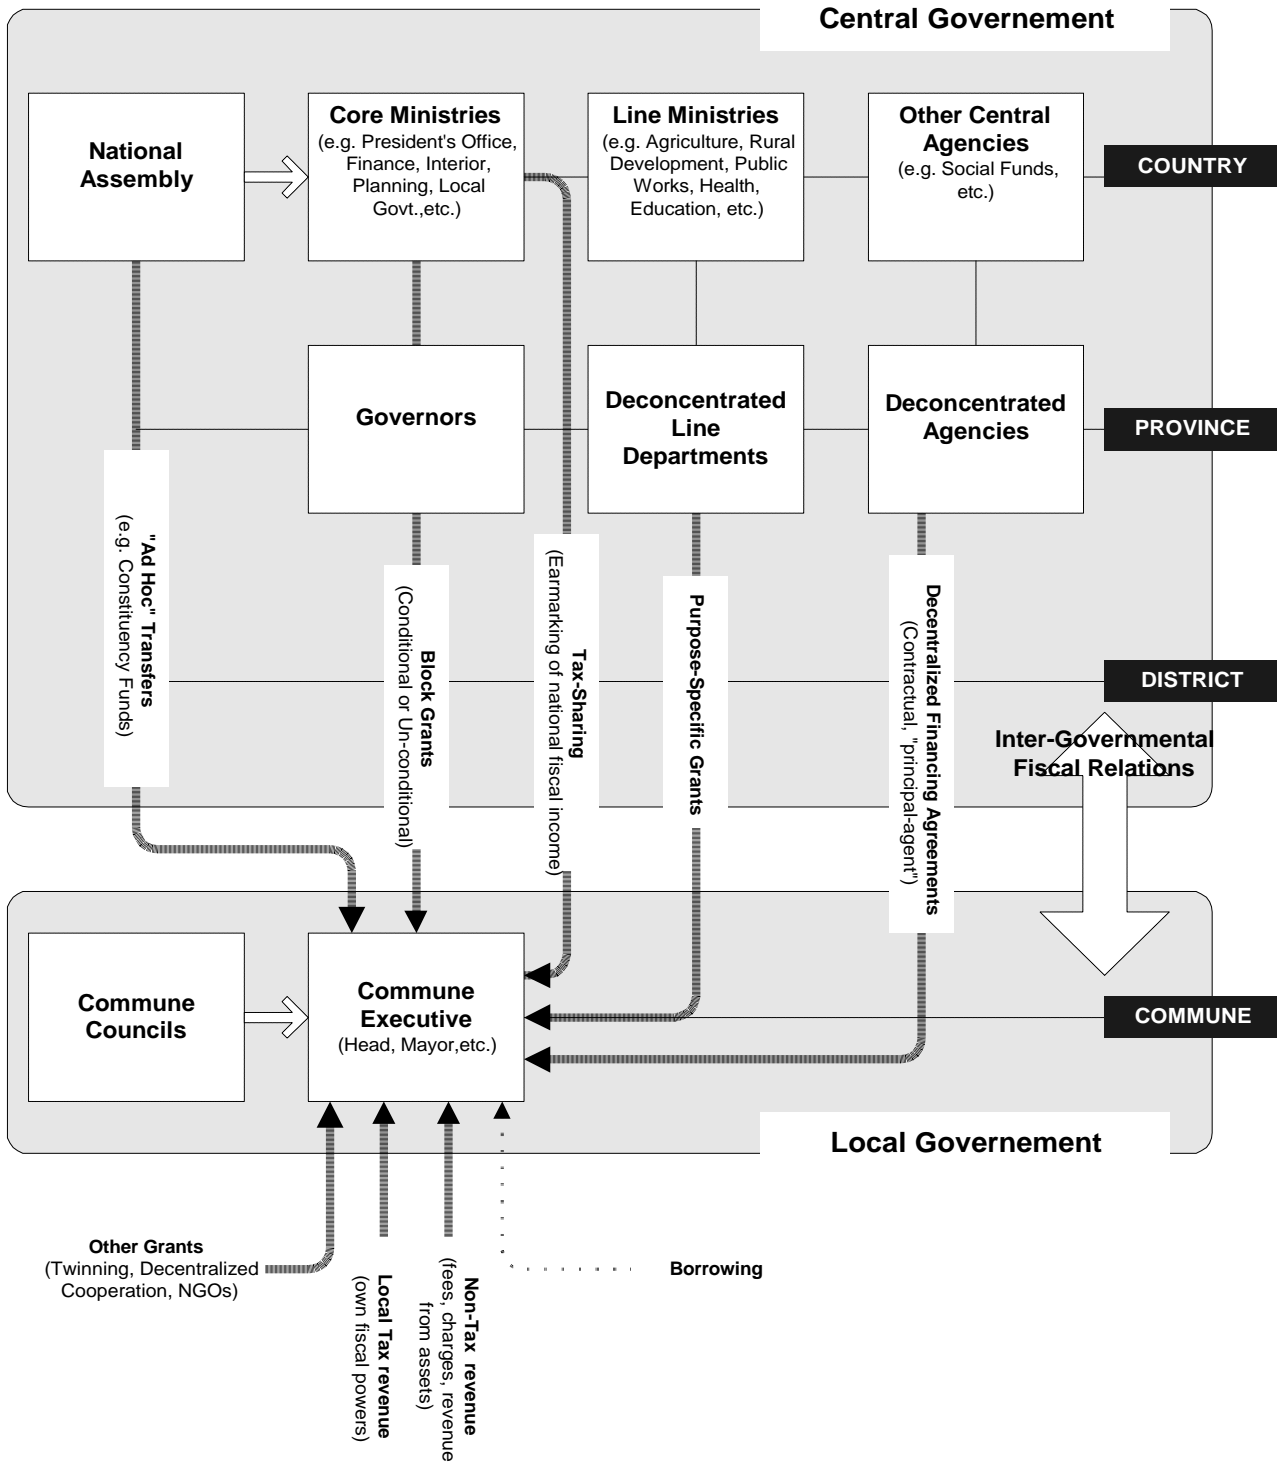 Central Governement
National
Assembly
Core Ministries
(e.g. President's Office,
Finance, Interior,
Planning, Local
Govt.,etc.)
Line Ministries
(e.g. Agriculture, Rural
Development, Public
Works, Health,
Education, etc.)
Other Central
Agencies
(e.g. Social Funds,
etc.)
COUNTRY
Governors
Deconcentrated
Line
Departments
Deconcentrated
Agencies
PROVINCE
"Ad Hoc" Transfers
(e.g. Constituency Funds)
Block Grants
(Conditional or Un-conditional)
Tax-Sharing
(Earmarking of national fiscal income)
Purpose-Specific Grants
Decentralized Financing Agreements
(Contractual, "principal-agent")
DISTRICT
Inter-Governmental
Fiscal Relations
Commune
Councils
Commune
Executive
(Head, Mayor,etc.)
COMMUNE
Local Governement
Other Grants
(Twinning, Decentralized
Cooperation, NGOs)
Local Tax revenue
(own fiscal powers)
Non-Tax revenue
(fees, charges, revenue
from assets)
Borrowing